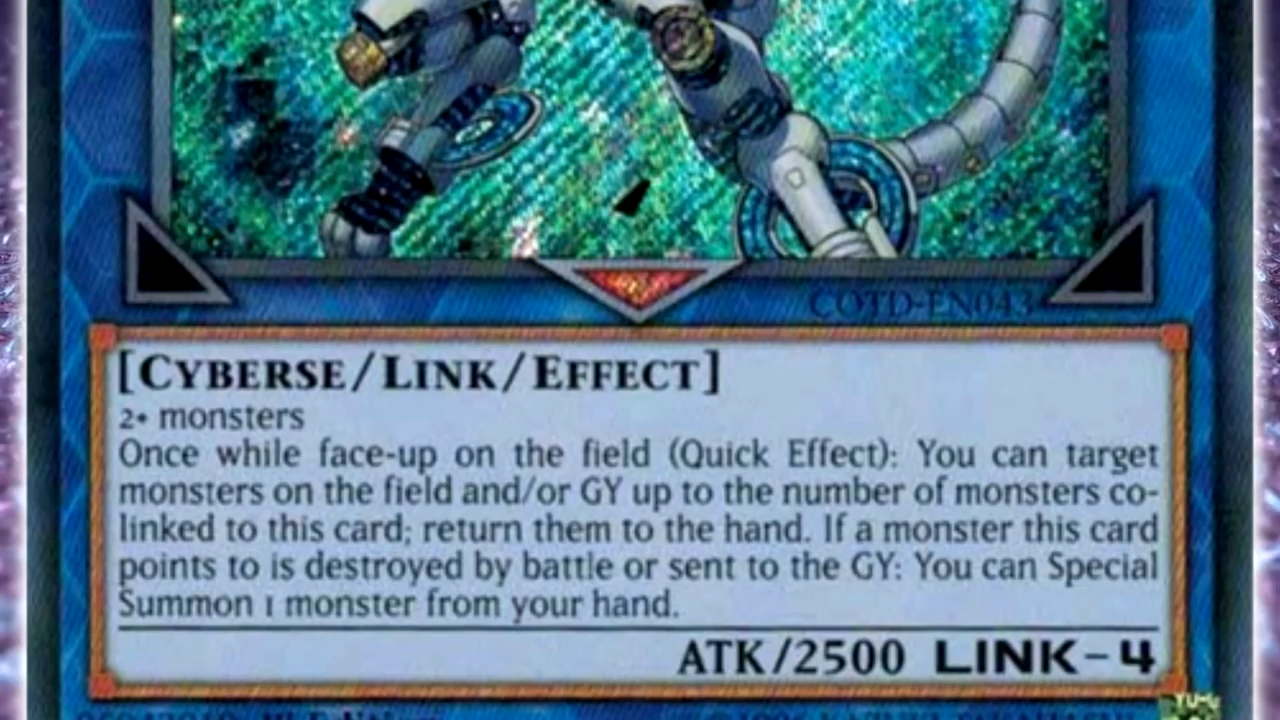 COTD-EN043
[CYBERSE/LINK/EFFECT]
2+ monsters
Once while face-up on the field (Quick Effect): You can target
monsters on the field and/or GY up to the number of monsters co-
linked to this card; return them to the hand. If a monster this card
points to is destroyed by battle or sent to the GY: You can Special
Summon 1 monster from your hand.
ATK/2500 LINK-4